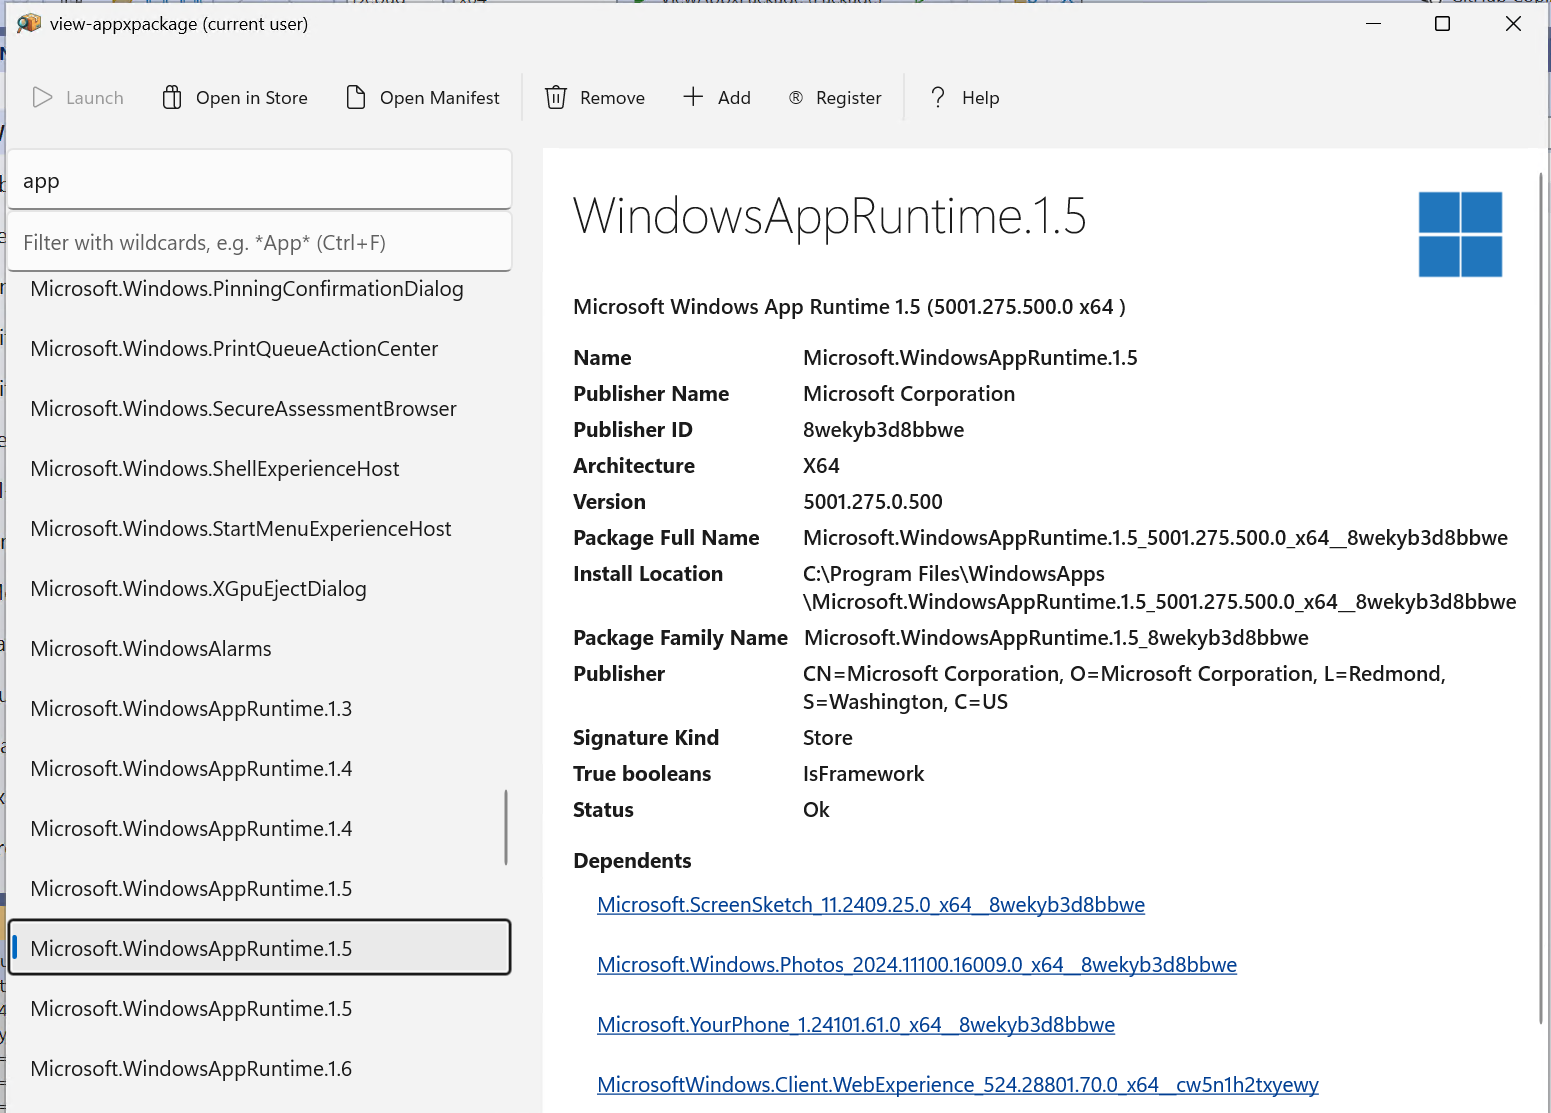 view-appxpackage (current user)
Launch
Open in Store
Open Manifest
Remove
Add
Register
Help
app
Filter with wildcards, e.g. *App* (Ctrl+F)
Microsoft.Windows.PinningConfirmationDialog
Microsoft.Windows.PrintQueueActionCenter
Microsoft.Windows.SecureAssessmentBrowser
Microsoft.Windows.ShellExperienceHost
Microsoft.Windows.StartMenuExperienceHost
Microsoft.Windows.XGpuEjectDialog
Microsoft.WindowsAlarms
Microsoft.WindowsAppRuntime.1.3
Microsoft.WindowsAppRuntime.1.4
Microsoft.WindowsAppRuntime.1.4
Microsoft.WindowsAppRuntime.1.5
Microsoft.WindowsAppRuntime.1.5
Microsoft.WindowsAppRuntime.1.5
Microsoft.WindowsAppRuntime.1.6
WindowsAppRuntime.1.5
Microsoft Windows App Runtime 1.5 (5001.275.500.0 x64 )
Name Microsoft.WindowsAppRuntime.1.5
Publisher Name Microsoft Corporation
Publisher ID 8wekyb3d8bbwe
Architecture X64
Version 5001.275.0.500
Package Full Name Microsoft.WindowsAppRuntime.1.5_5001.275.500.0_x64__8wekyb3d8bbwe
Install Location C:\Program Files\WindowsApps
\Microsoft.WindowsAppRuntime.1.5_5001.275.500.0_x64__8wekyb3d8bbwe
Package Family Name Microsoft.WindowsAppRuntime.1.5_8wekyb3d8bbwe
Publisher CN=Microsoft Corporation, O=Microsoft Corporation, L=Redmond,
S=Washington, C=US
Signature Kind Store
True booleans IsFramework
Status Ok
Dependents
Microsoft.ScreenSketch_11.2409.25.0_x64__8wekyb3d8bbwe
Microsoft.Windows.Photos_2024.11100.16009.0_x64__8wekyb3d8bbwe
Microsoft.YourPhone_1.24101.61.0_x64__8wekyb3d8bbwe
MicrosoftWindows.Client.WebExperience_524.28801.70.0_x64__cw5n1h2txyewy